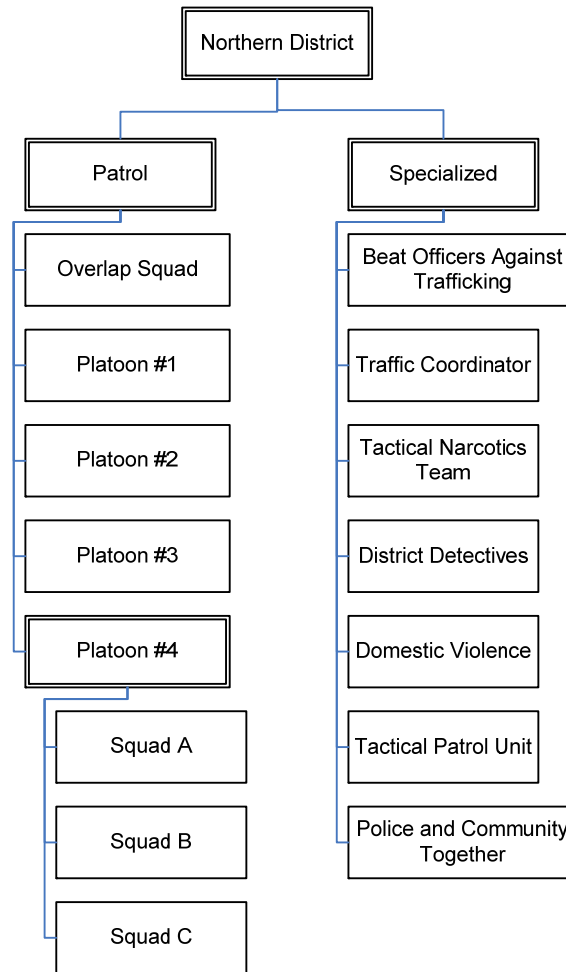 Northern District
Patrol
Overlap Squad
Platoon #1
Platoon #2
Platoon #3
Platoon #4
Squad A
Squad B
Squad C
Specialized
Beat Officers Against
Trafficking
Traffic Coordinator
Tactical Narcotics
Team
District Detectives
Domestic Violence
Tactical Patrol Unit
Police and Community
Together